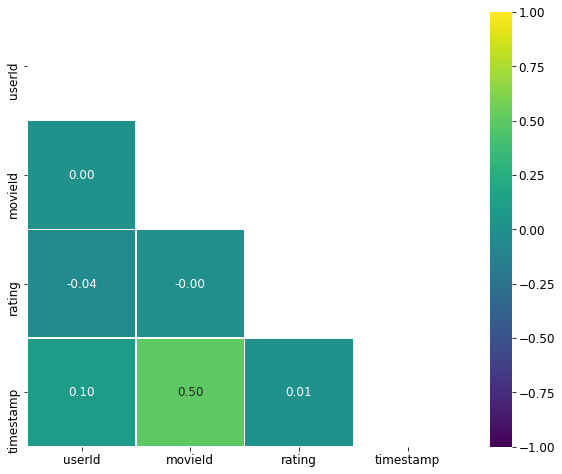 userId
movieId
rating
timestamp
0.00
-0.04 -0.00
0.10 0.50 0.01
userId movieId rating timestamp
1.00
0.75
0.50
0.25
0.00
−0.25
−0.50
−0.75
−1.00